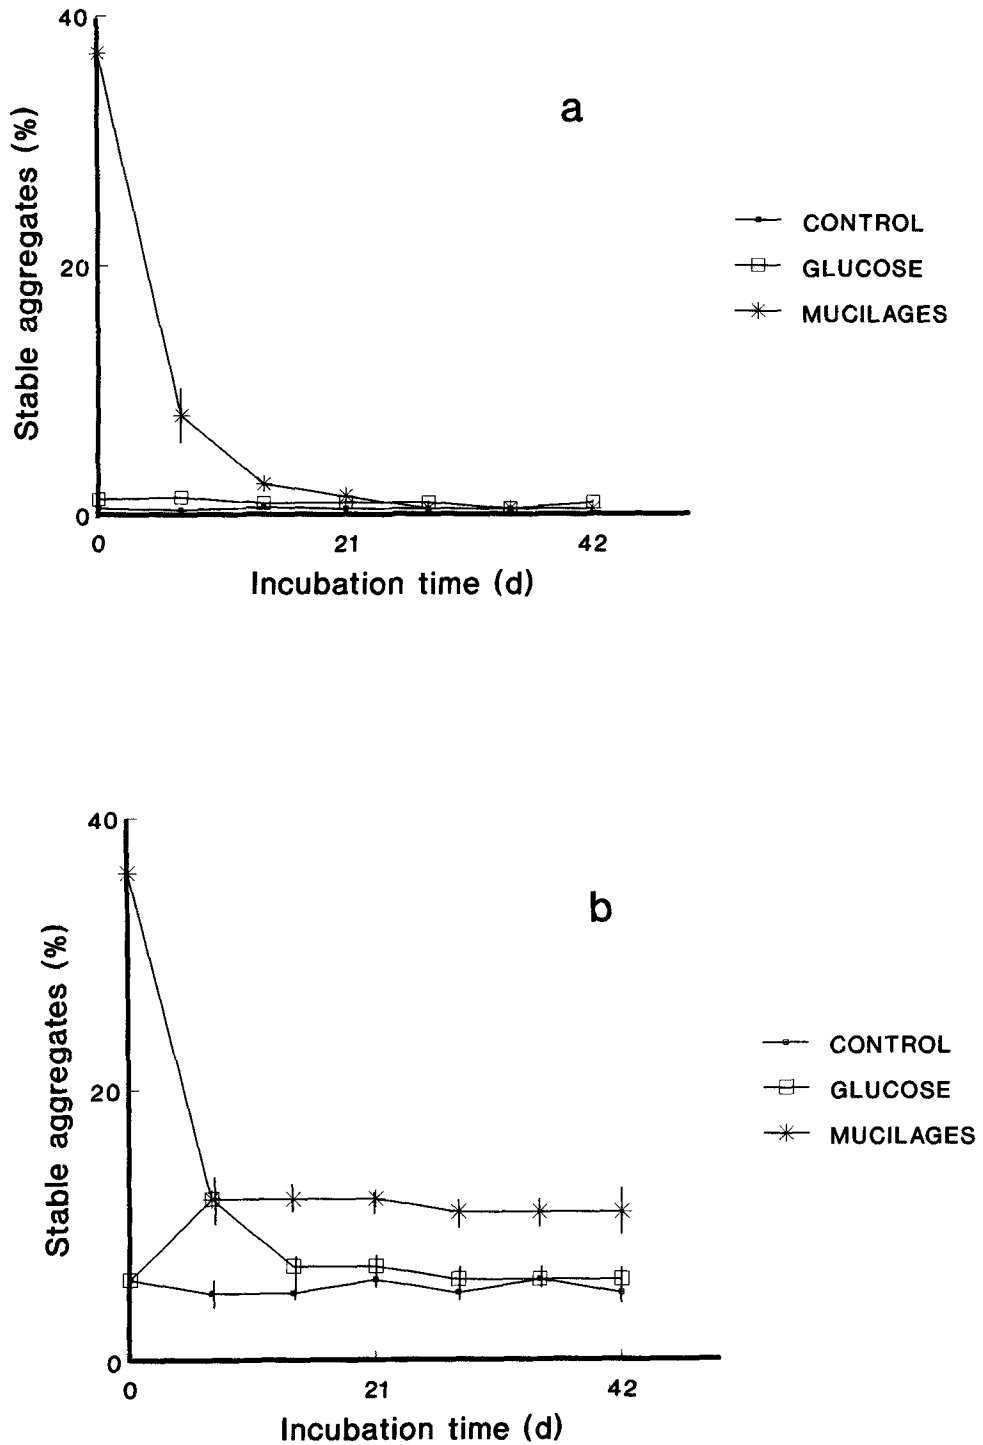 40
a
Stable aggregates (%)
CONTROL
GLUCOSE
MUCILAGES
20
0
0 21 42
Incubation time (d)
40
b
Stable aggregates (%)
CONTROL
GLUCOSE
MUCILAGES
20
0
0 21 42
Incubation time (d)